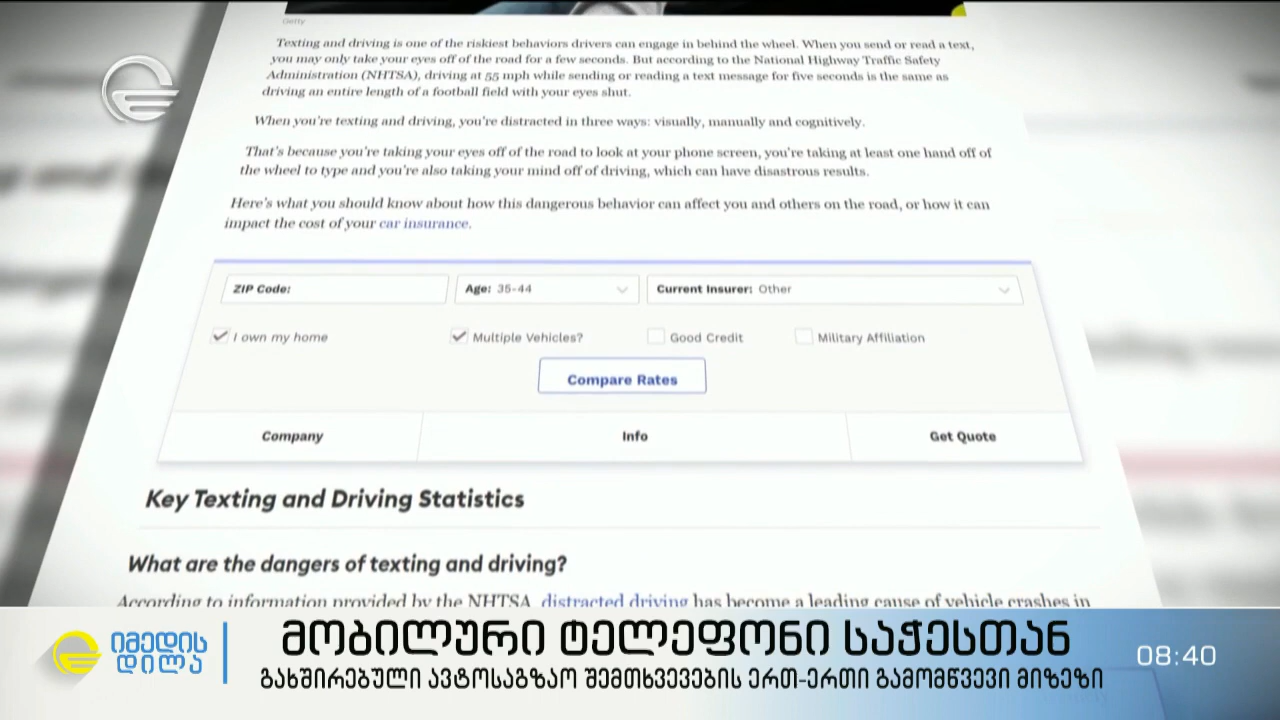 Getty
Texting and driving is one of the riskiest behaviors drivers can engage in behind the wheel. When you send or read a text,
you may only take your eyes off of the road for a few seconds. But according to the National Highway Traffic Safety
Administration (NHTSA), driving at 55 mph while sending or reading a text message for five seconds is the same as
driving an entire length of a football field with your eyes shut.
When you're texting and driving, you're distracted in three ways: visually, manually and cognitively.
That's because you're taking your eyes off of the road to look at your phone screen, you're taking at least one hand off of
the wheel to type and you're also taking your mind off of driving, which can have disastrous results.
Here's what you should know about how this dangerous behavior can affect you and others on the road, or how it can
impact the cost of your car insurance.
ZIP Code: Age: 35-44 Current Insurer: Other
I own my home Multiple Vehicles? Good Credit Military Affiliation
Compare Rates
Company Info Get Quote
Key Texting and Driving Statistics
What are the dangers of texting and driving?
According to information provided by the NHTSA distracted driving has become a leading cause of vehicle crashes in
იმედის
დილა
მობილური ტელეფონი საჭესთან
გახშირებული ავტოსაგზაო შემთხვევების ერთ-ერთი გამომწვევი მიზეზი
08:40